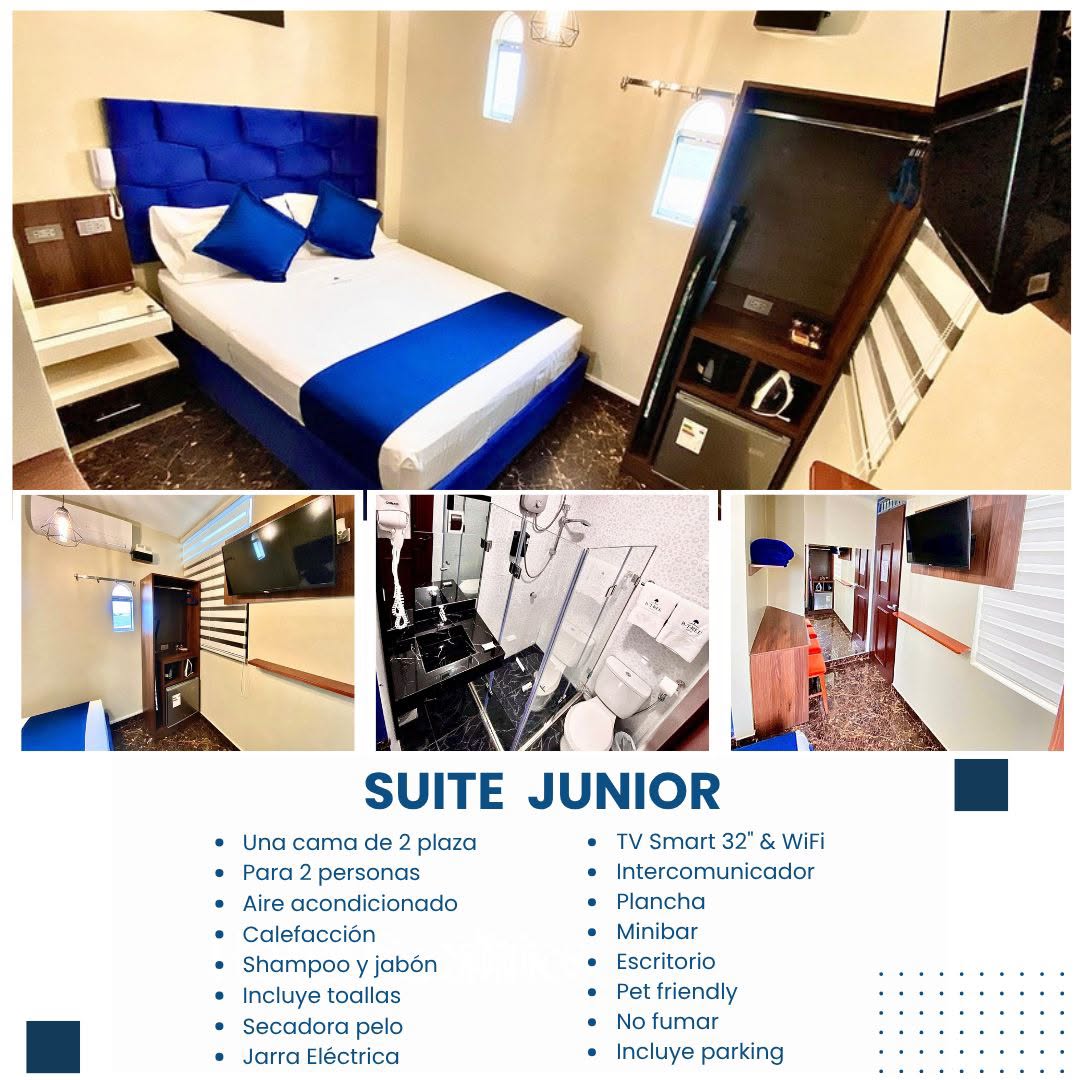 SUITE JUNIOR
Una cama de 2 plaza
Para 2 personas
Aire acondicionado
Calefacción
Shampoo y jabón
Incluye toallas
Secadora pelo
Jarra Eléctrica
TV Smart 32" & WiFi
Intercomunicador
Plancha
Minibar
Escritorio
Pet friendly
No fumar
Incluye parking